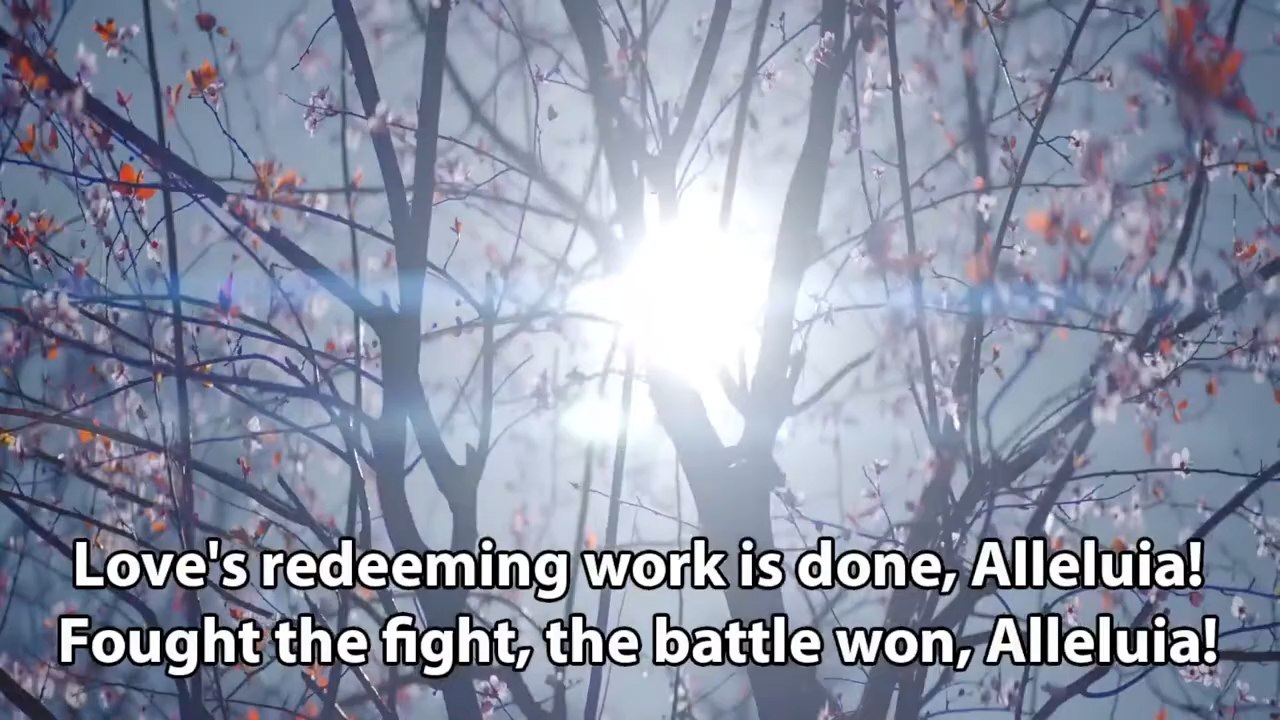 Love's redeeming work is done, Alleluia!
Fought the fight, the battle won, Alleluia!